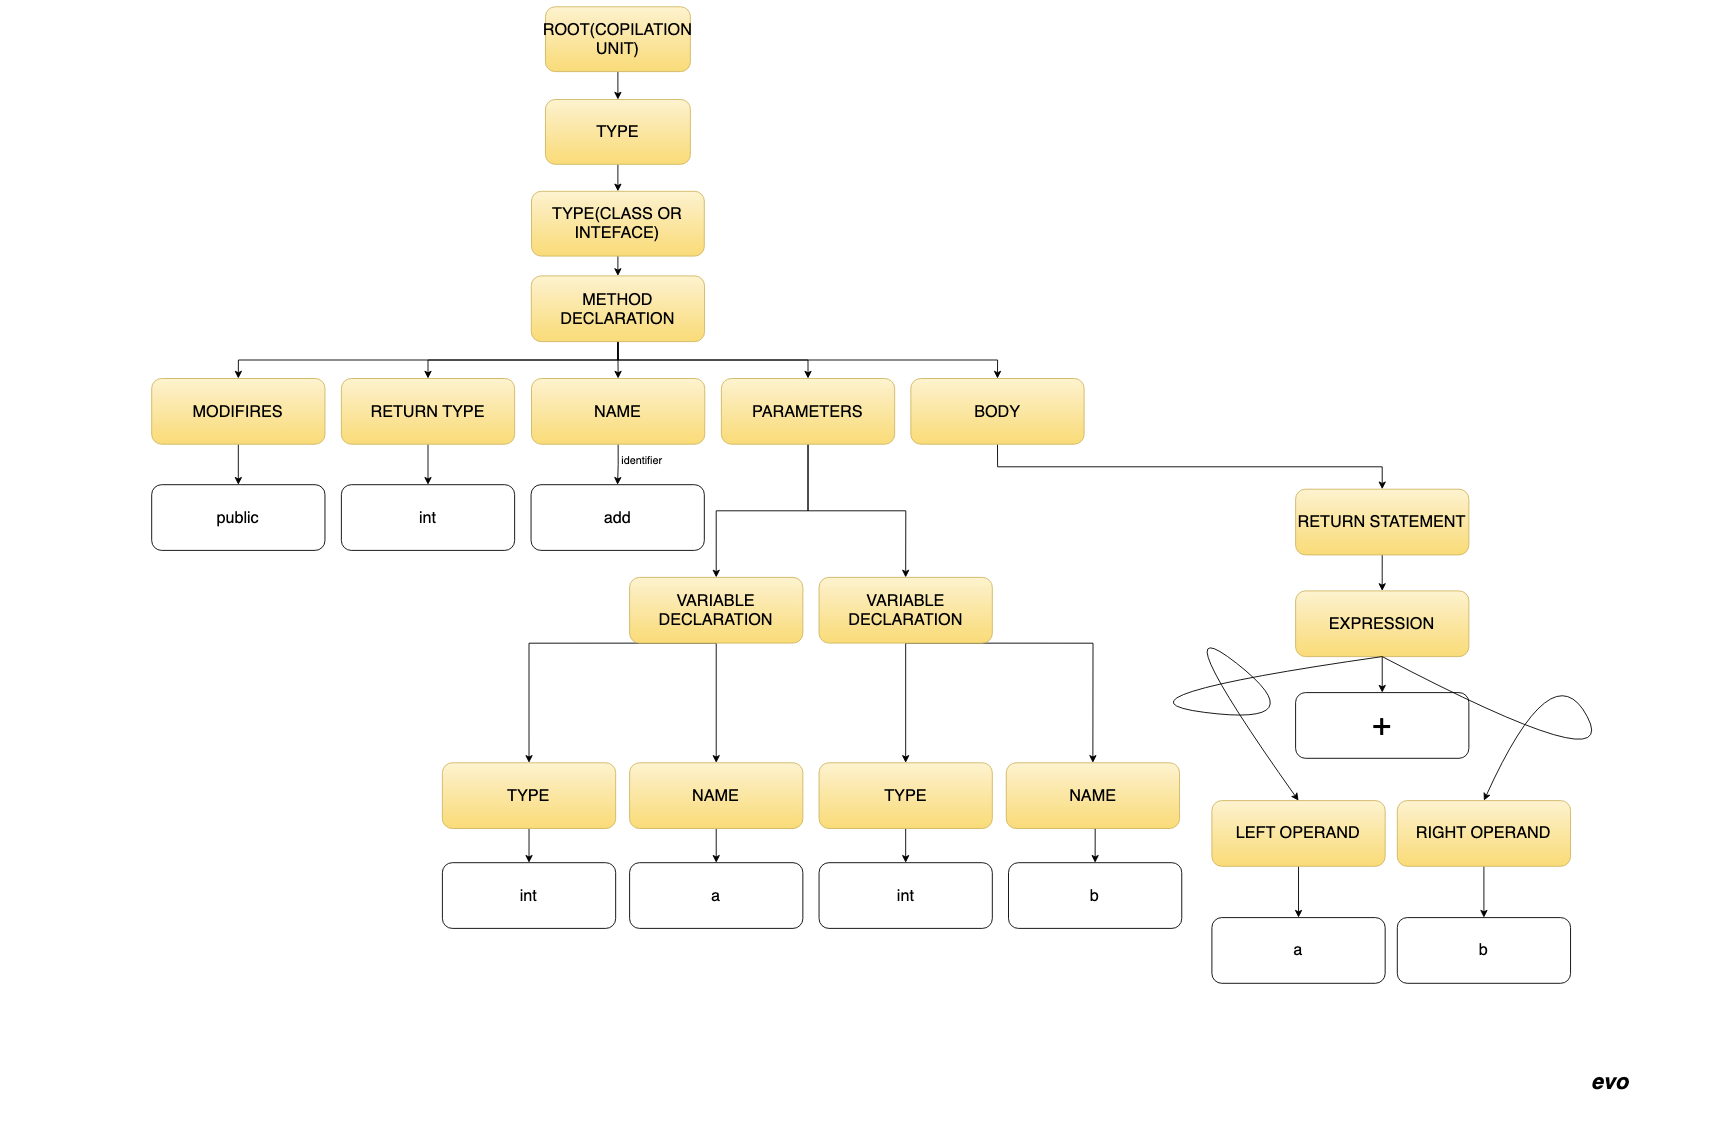 ROOT(COPILATION
UNIT)
TYPE
TYPE(CLASS OR
INTEFACE)
METHOD
DECLARATION
MODIFIRES
RETURN TYPE
NAME
PARAMETERS
BODY
identifier
public
int
add
RETURN STATEMENT
VARIABLE
DECLARATION
VARIABLE
DECLARATION
EXPRESSION
+
TYPE
NAME
TYPE
NAME
LEFT OPERAND
RIGHT OPERAND
int
a
int
b
a
b
evo